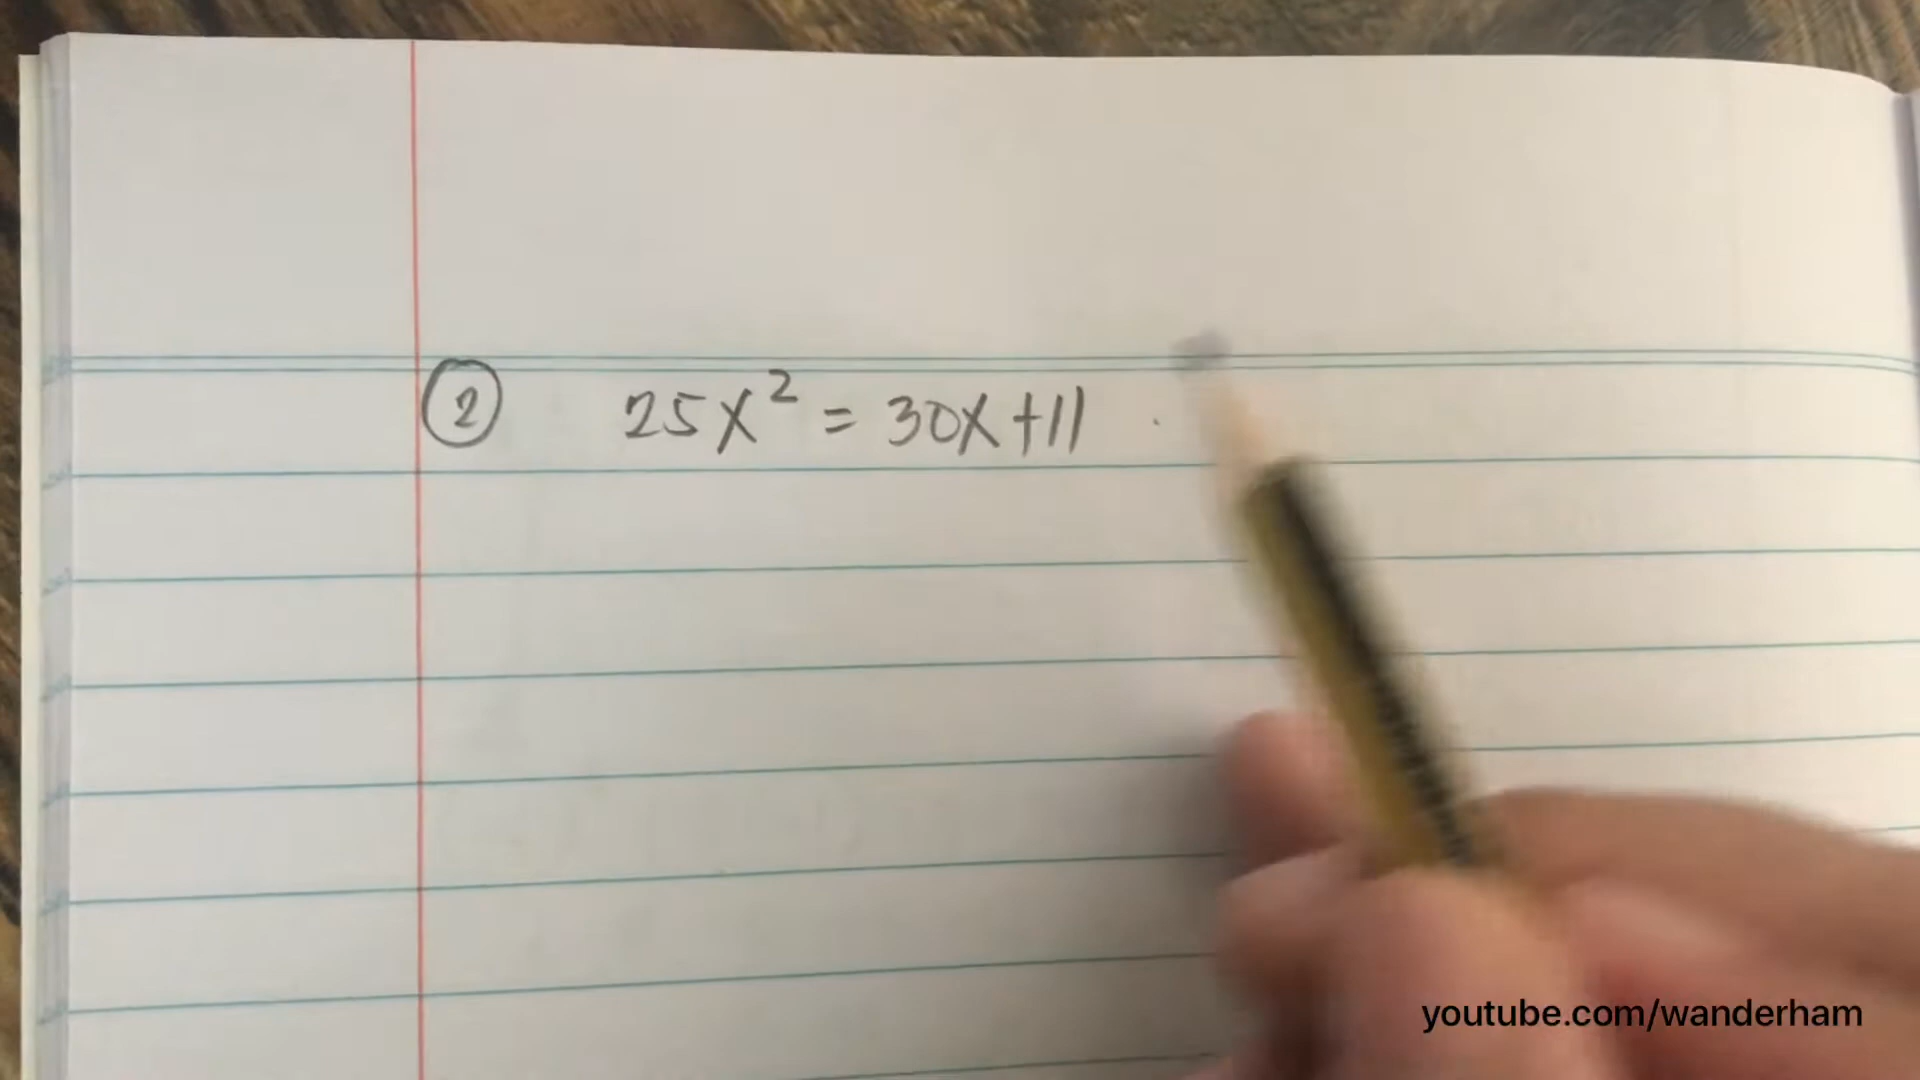 ② 25x² = 30x+11
youtube.com/wanderham